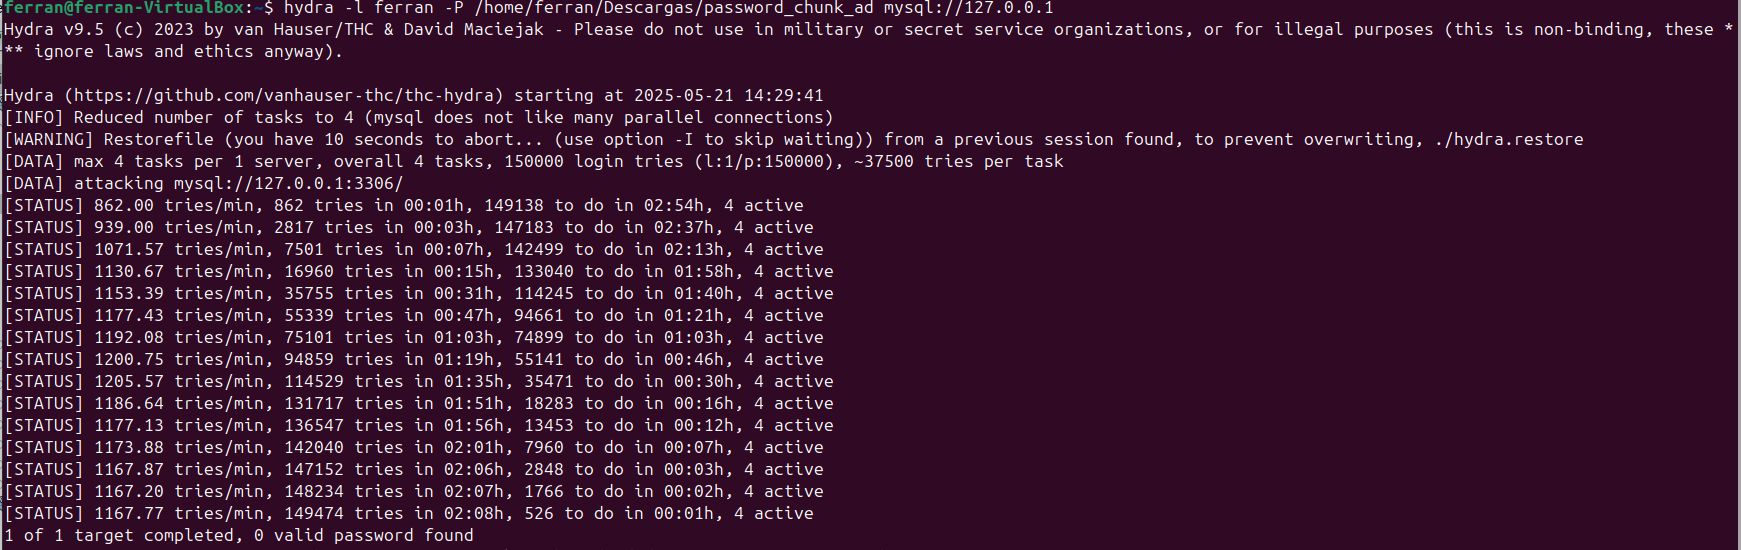 ferran@ferran-VirtualBox:~$ hydra -l ferran -P /home/ferran/Descargas/password_chunk_ad mysql://127.0.0.1
Hydra v9.5 (c) 2023 by van Hauser/THC & David Maciejak - Please do not use in military or secret service organizations, or for illegal purposes (this is non-binding, these *
** ignore laws and ethics anyway).

Hydra (https://github.com/vanhauser-thc/thc-hydra) starting at 2025-05-21 14:29:41
[INFO] Reduced number of tasks to 4 (mysql does not like many parallel connections)
[WARNING] Restorefile (you have 10 seconds to abort... (use option -I to skip waiting)) from a previous session found, to prevent overwriting, ./hydra.restore
[DATA] max 4 tasks per 1 server, overall 4 tasks, 150000 login tries (l:1/p:150000), ~37500 tries per task
[DATA] attacking mysql://127.0.0.1:3306/
[STATUS] 862.00 tries/min, 862 tries in 00:01h, 149138 to do in 02:54h, 4 active
[STATUS] 939.00 tries/min, 2817 tries in 00:03h, 147183 to do in 02:37h, 4 active
[STATUS] 1071.57 tries/min, 7501 tries in 00:07h, 142499 to do in 02:13h, 4 active
[STATUS] 1130.67 tries/min, 16960 tries in 00:15h, 133040 to do in 01:58h, 4 active
[STATUS] 1153.39 tries/min, 35755 tries in 00:31h, 114245 to do in 01:40h, 4 active
[STATUS] 1177.43 tries/min, 55339 tries in 00:47h, 94661 to do in 01:21h, 4 active
[STATUS] 1192.08 tries/min, 75101 tries in 01:03h, 74899 to do in 01:03h, 4 active
[STATUS] 1200.75 tries/min, 94859 tries in 01:19h, 55141 to do in 00:46h, 4 active
[STATUS] 1205.57 tries/min, 114529 tries in 01:35h, 35471 to do in 00:30h, 4 active
[STATUS] 1186.64 tries/min, 131717 tries in 01:51h, 18283 to do in 00:16h, 4 active
[STATUS] 1177.13 tries/min, 136547 tries in 01:56h, 13453 to do in 00:12h, 4 active
[STATUS] 1173.88 tries/min, 142040 tries in 02:01h, 7960 to do in 00:07h, 4 active
[STATUS] 1167.87 tries/min, 147152 tries in 02:06h, 2848 to do in 00:03h, 4 active
[STATUS] 1167.20 tries/min, 148234 tries in 02:07h, 1766 to do in 00:02h, 4 active
[STATUS] 1167.77 tries/min, 149474 tries in 02:08h, 526 to do in 00:01h, 4 active
1 of 1 target completed, 0 valid password found